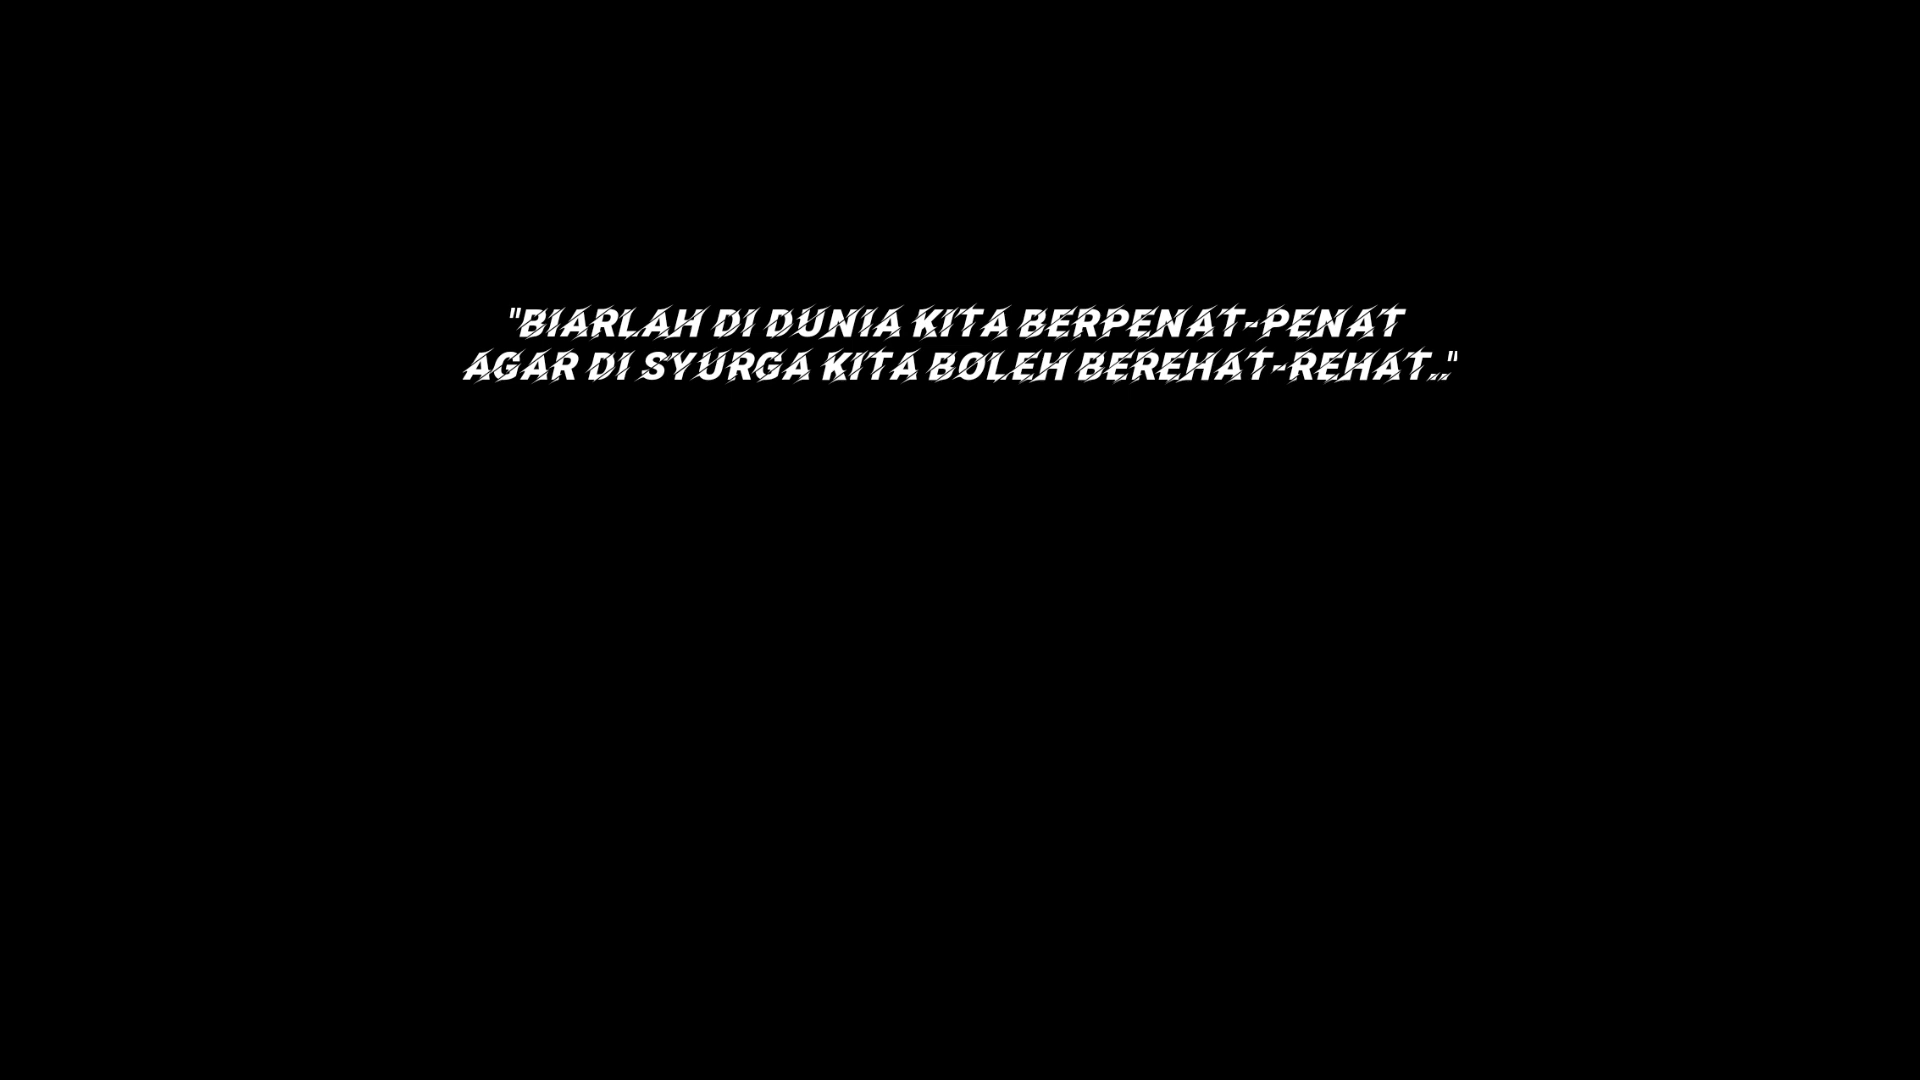 "BIARLAH DI DUNIA KITA BERPENAT-PENAT
AGAR DI SYURGA KITA BOLEH BEREHAT-REHAT.."